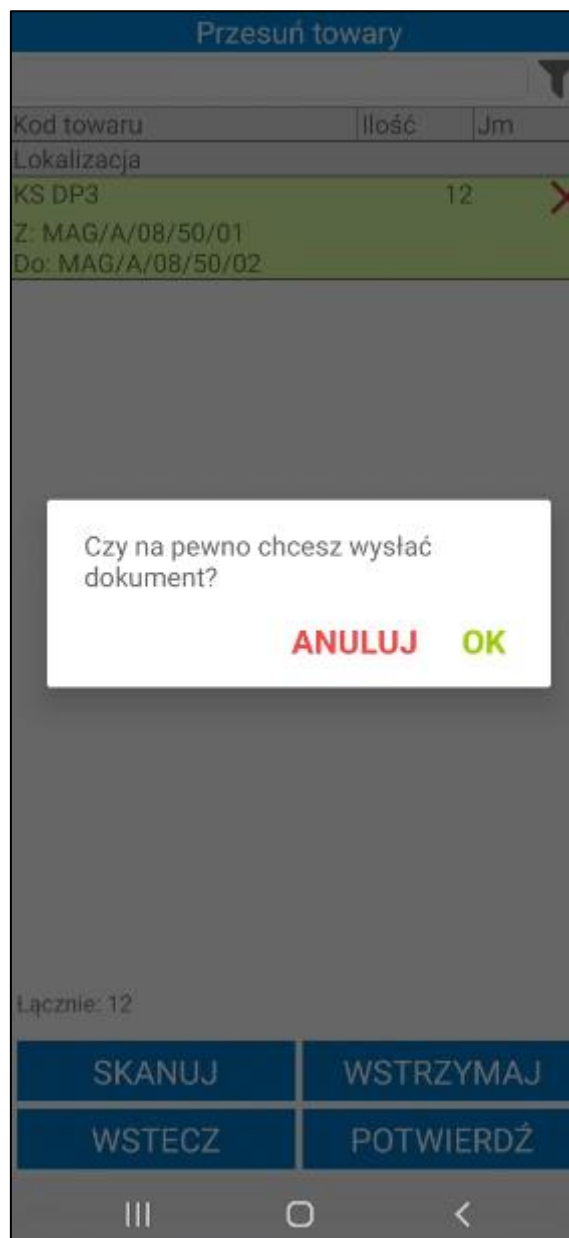 Przesuń towary
Kod towaru Ilość Jm
Lokalizacja
KS DP3 12
Z: MAG/A/08/50/01
Do: MAG/A/08/50/02
Czy na pewno chcesz wysłać
dokument?
ANULUJ OK
Łącznie: 12
SKANUJ WSTRZYMAJ
WSTECZ POTWIERDŹ